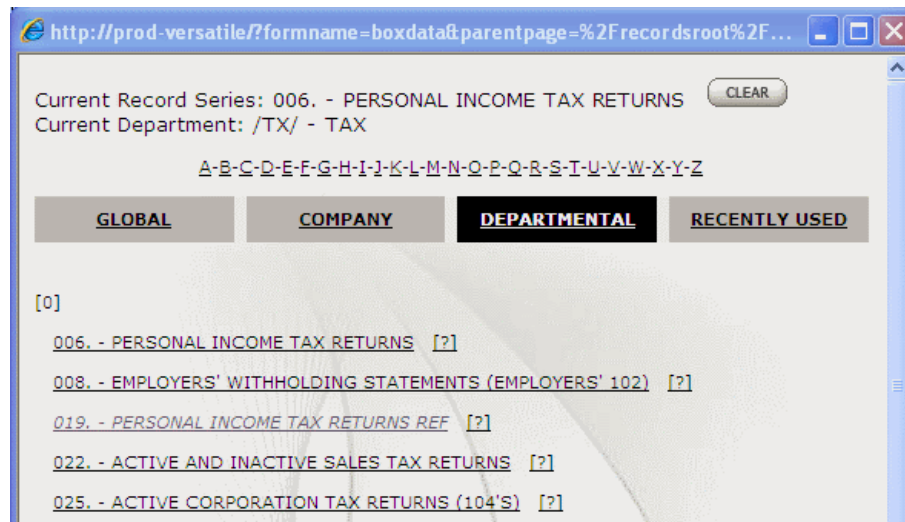 http://prod-versatile/?formname=boxdata&parentpage=%2Frecordsroot%2F...
Current Record Series: 006. - PERSONAL INCOME TAX RETURNS CLEAR
Current Department: /TX/ - TAX
A-B-C-D-E-F-G-H-I-J-K-L-M-N-O-P-Q-R-S-T-U-V-W-X-Y-Z
GLOBAL COMPANY DEPARTMENTAL RECENTLY USED
[0]
006. - PERSONAL INCOME TAX RETURNS [?]
008. - EMPLOYERS' WITHHOLDING STATEMENTS (EMPLOYERS' 102) [?]
019. - PERSONAL INCOME TAX RETURNS REF [?]
022. - ACTIVE AND INACTIVE SALES TAX RETURNS [?]
025. - ACTIVE CORPORATION TAX RETURNS (104'S) [?]